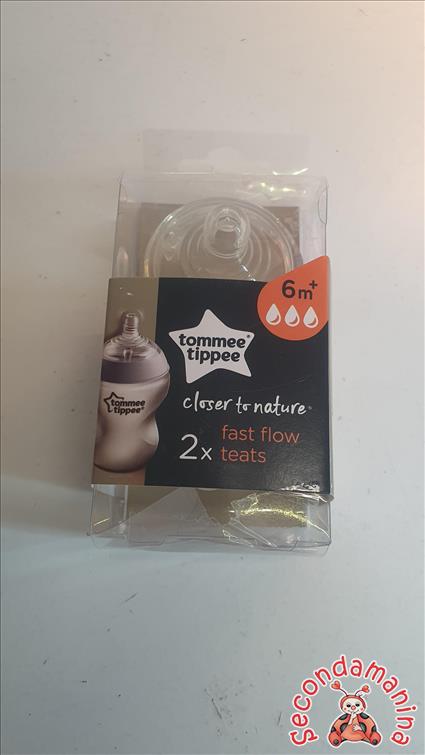 6m+
tommee®
tippee
closer to nature®
2x fast flow
teats
tommee
tippee®
Secondamanina